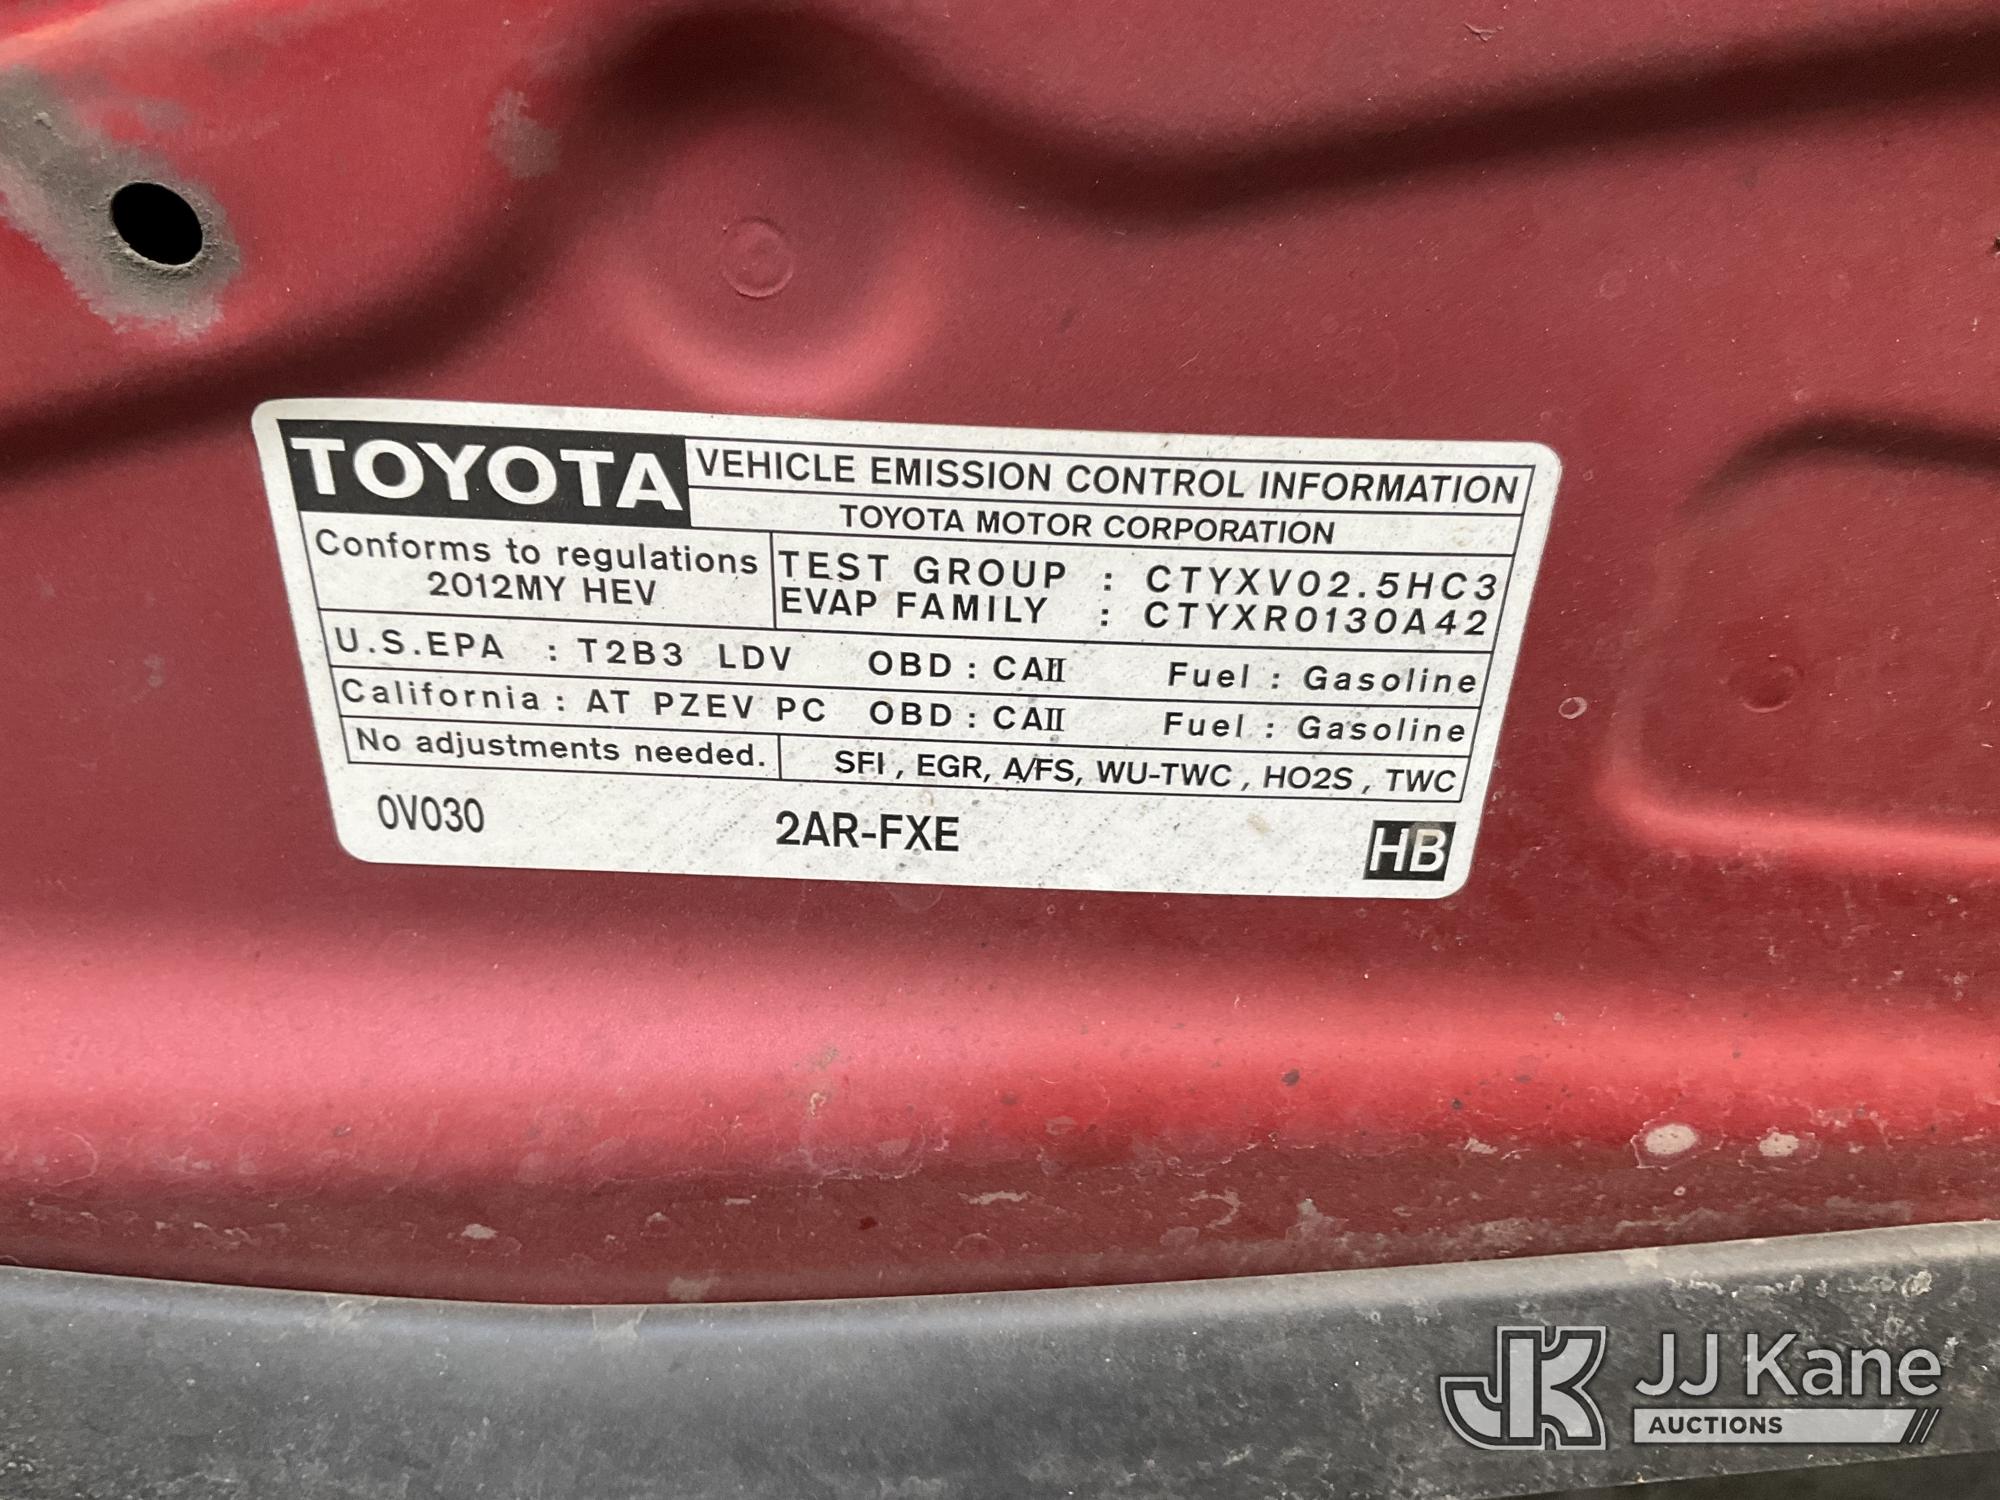 TOYOTA VEHICLE EMISSION CONTROL INFORMATION
TOYOTA MOTOR CORPORATION
Conforms to regulations
2012MY HEV
TEST GROUP : CTYXV02.5HC3
EVAP FAMILY : CTYXR0130A42
U.S.EPA : T2B3 LDV OBD : CAII Fuel : Gasoline
California : AT PZEV PC OBD : CAII Fuel : Gasoline
No adjustments needed. SFI , EGR, A/FS, WU-TWC , HO2S , TWC
0V030 2AR-FXE HB
JK JJ Kane
AUCTIONS